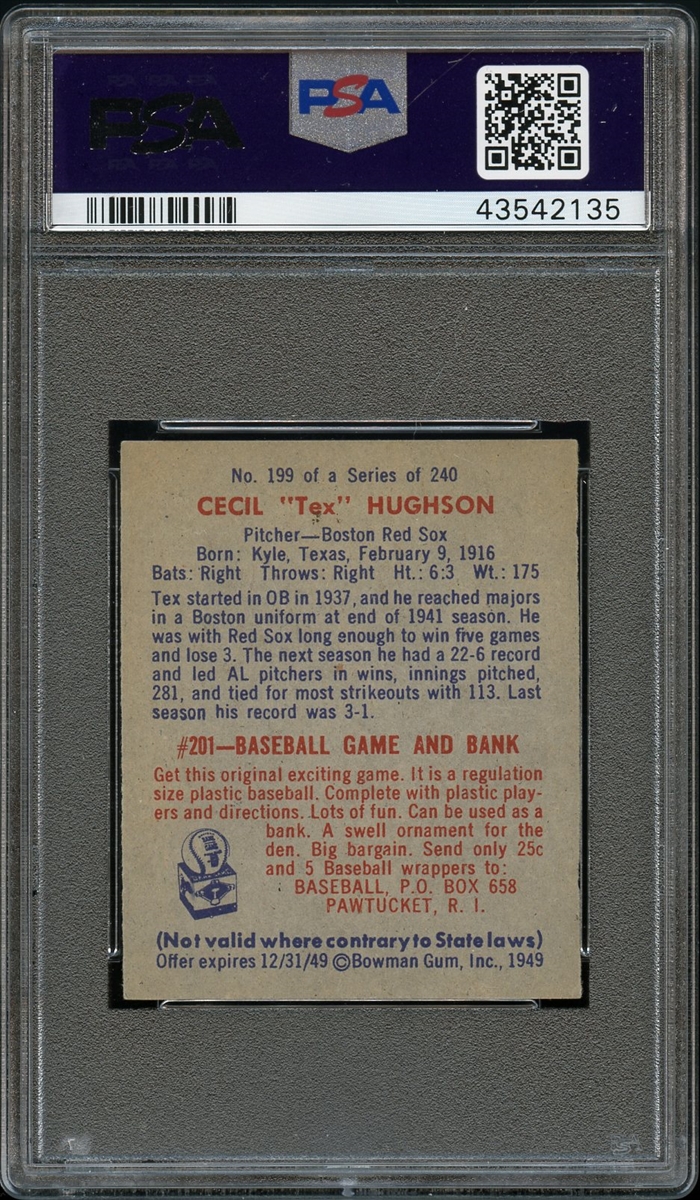 PSA
PSA
43542135
No. 199 of a Series of 240
CECIL "Tex" HUGHSON
Pitcher—Boston Red Sox
Born: Kyle, Texas, February 9, 1916
Bats: Right Throws: Right Ht.: 6:3 Wt.: 175
Tex started in OB in 1937, and he reached majors
in a Boston uniform at end of 1941 season. He
was with Red Sox long enough to win five games
and lose 3. The next season he had a 22-6 record
and led AL pitchers in wins, innings pitched,
281, and tied for most strikeouts with 113. Last
season his record was 3-1.
#201—BASEBALL GAME AND BANK
Get this original exciting game. It is a regulation
size plastic baseball. Complete with plastic play-
ers and directions. Lots of fun. Can be used as a
bank. A swell ornament for the
den. Big bargain. Send only 25c
and 5 Baseball wrappers to:
BASEBALL, P.O. BOX 658
PAWTUCKET, R. I.
(Not valid where contrary to State laws)
Offer expires 12/31/49 ©Bowman Gum, Inc., 1949